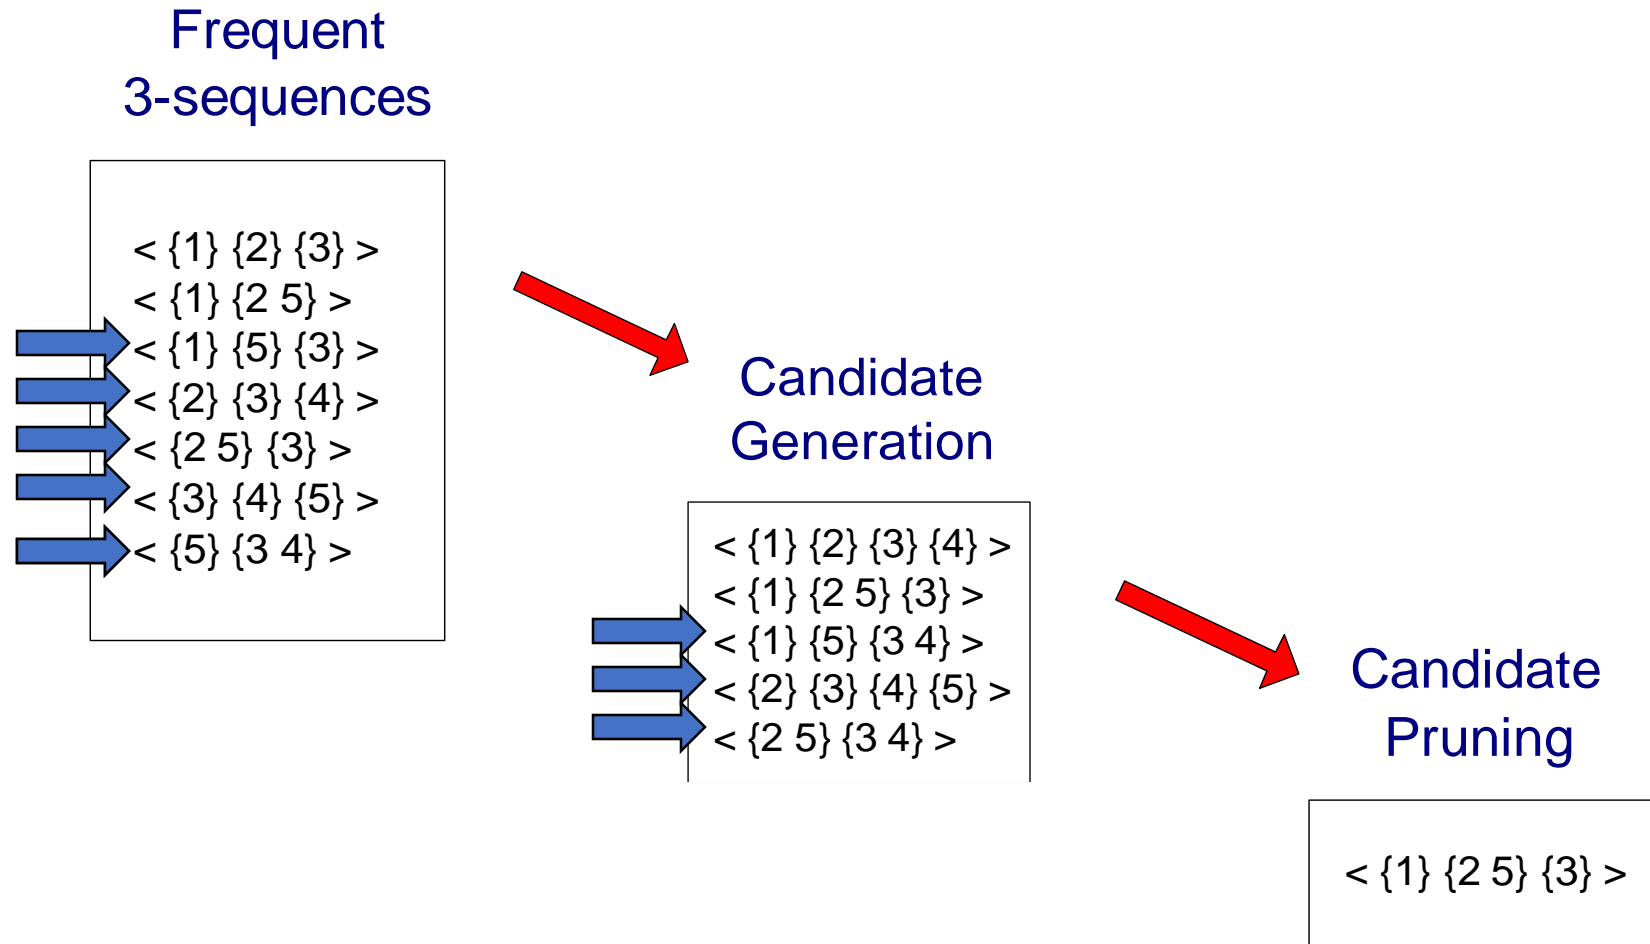 Frequent
3-sequences
< {1} {2} {3} >
< {1} {2 5} >
< {1} {5} {3} >
< {2} {3} {4} >
< {2 5} {3} >
< {3} {4} {5} >
< {5} {3 4} >
Candidate
Generation
< {1} {2} {3} {4} >
< {1} {2 5} {3} >
< {1} {5} {3 4} >
< {2} {3} {4} {5} >
< {2 5} {3 4} >
Candidate
Pruning
< {1} {2 5} {3} >